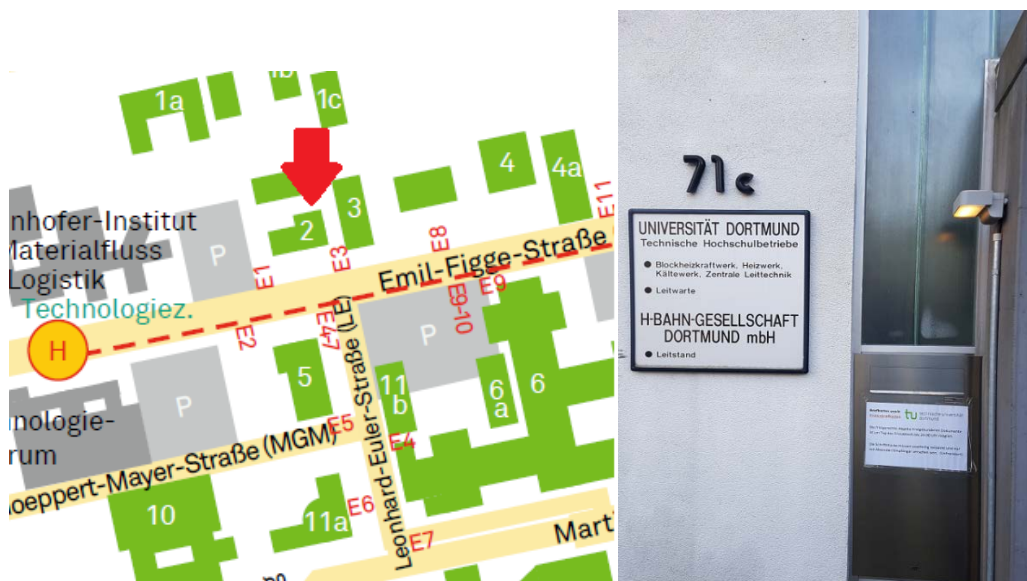 1a
1b
1c
4
4a
3
2
nhofer-Institut
Materialfluss
Logistik
Technologiez.
H
P
E1
E2
E3
E8
E11
Emil-Figge-Straße
E9
E9-10
E47
Leonhard-Euler-Straße (LE)
P
P
5
11
b
6
a
6
nologie-
rum
E5
E4
oeppert-Mayer-Straße (MGM)
10
11a
E6
E7
Mart
71c
UNIVERSITÄT DORTMUND
Technische Hochschulbetriebe
● Blockheizkraftwerk, Heizwerk,
Kältewerk, Zentrale Leittechnik
● Leitwarte
H-BAHN-GESELLSCHAFT
DORTMUND mbH
● Leitstand
tu